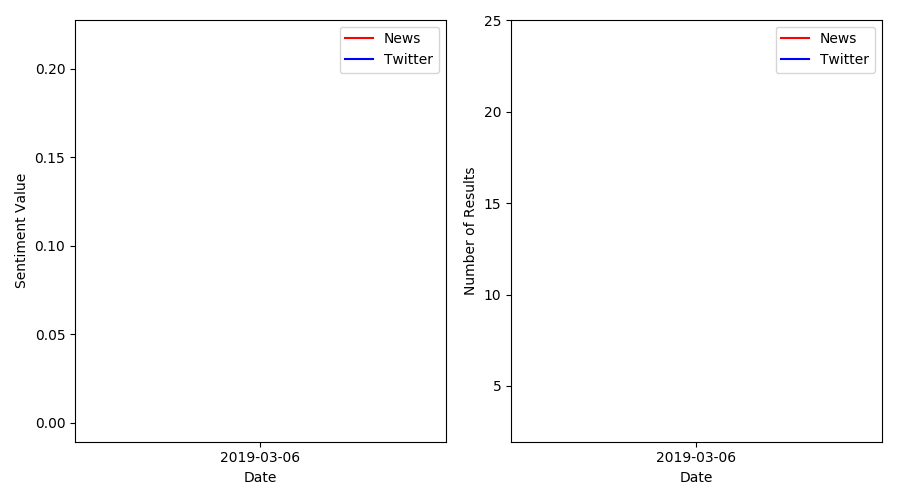 News
Twitter
0.20
0.15
0.10
0.05
0.00
Sentiment Value
2019-03-06
Date
News
Twitter
25
20
15
10
5
Number of Results
2019-03-06
Date